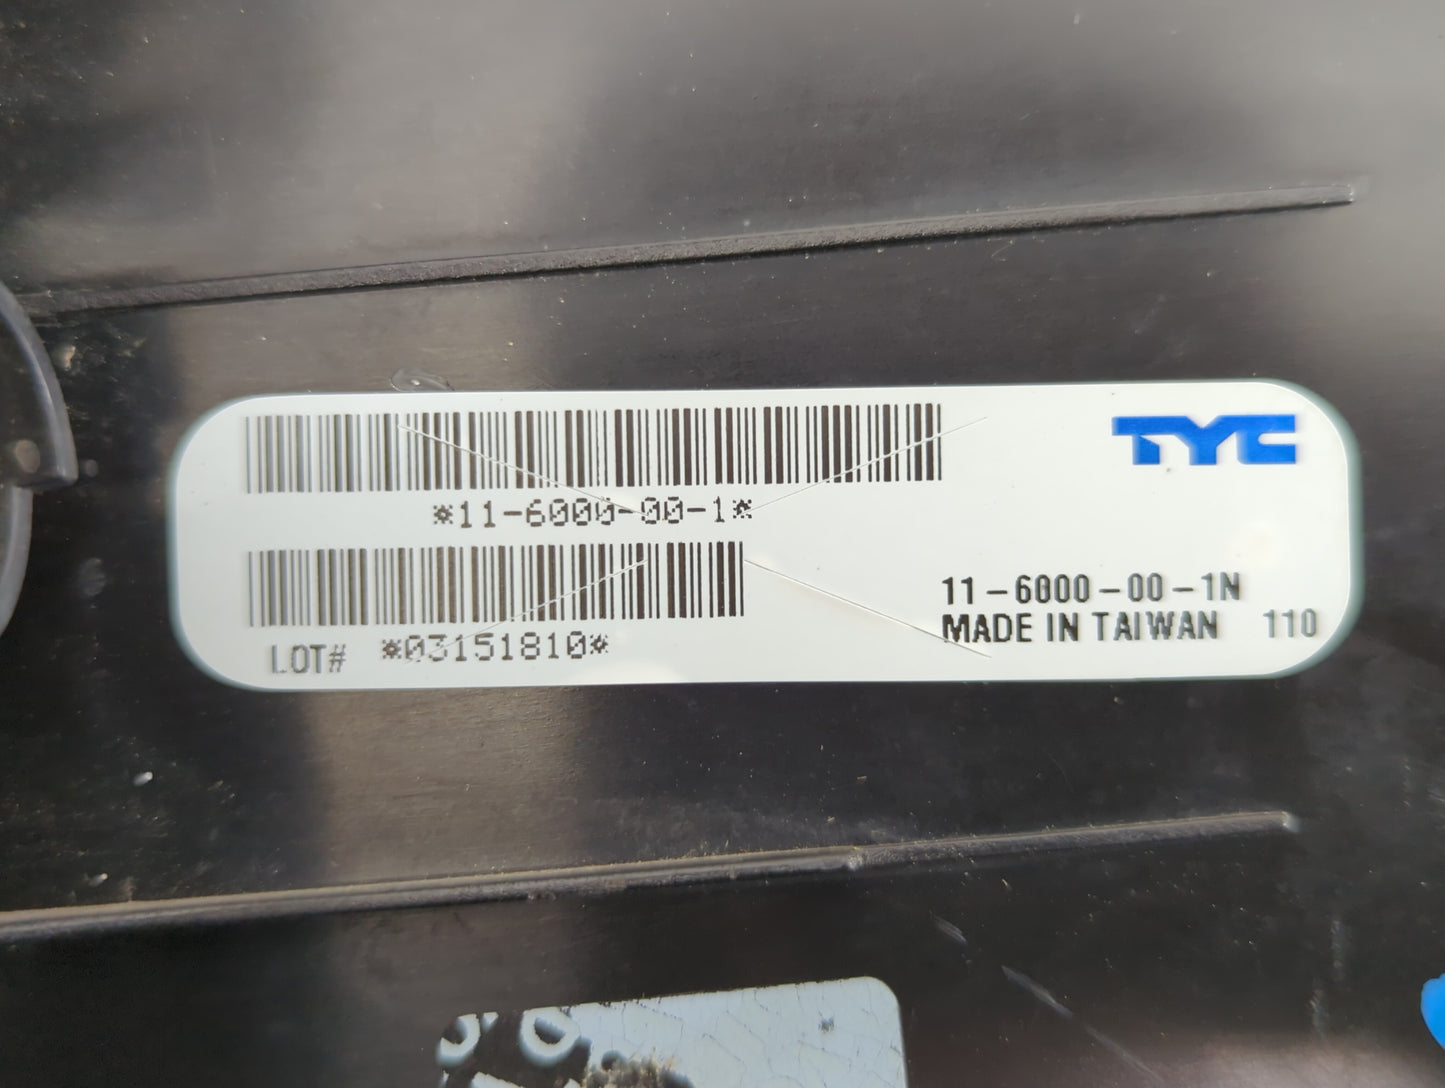 TYC
*11-6000-00-1*
11-6000-00-1N
MADE IN TAIWAN 110
LOT# *03151810*